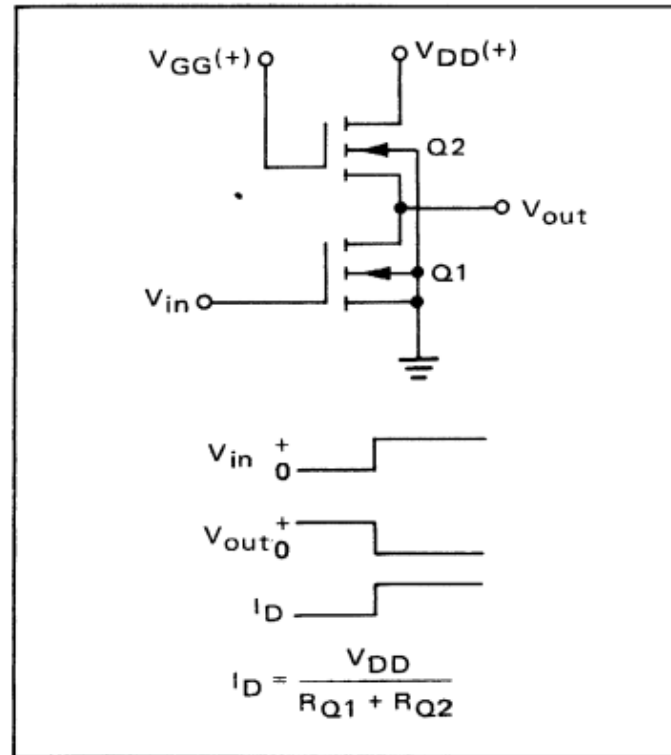 VGG(+) VDD(+)
Q2
Vout
Q1
Vin
Vin + 0
Vout + 0
ID
ID = VDD / RQ1 + RQ2